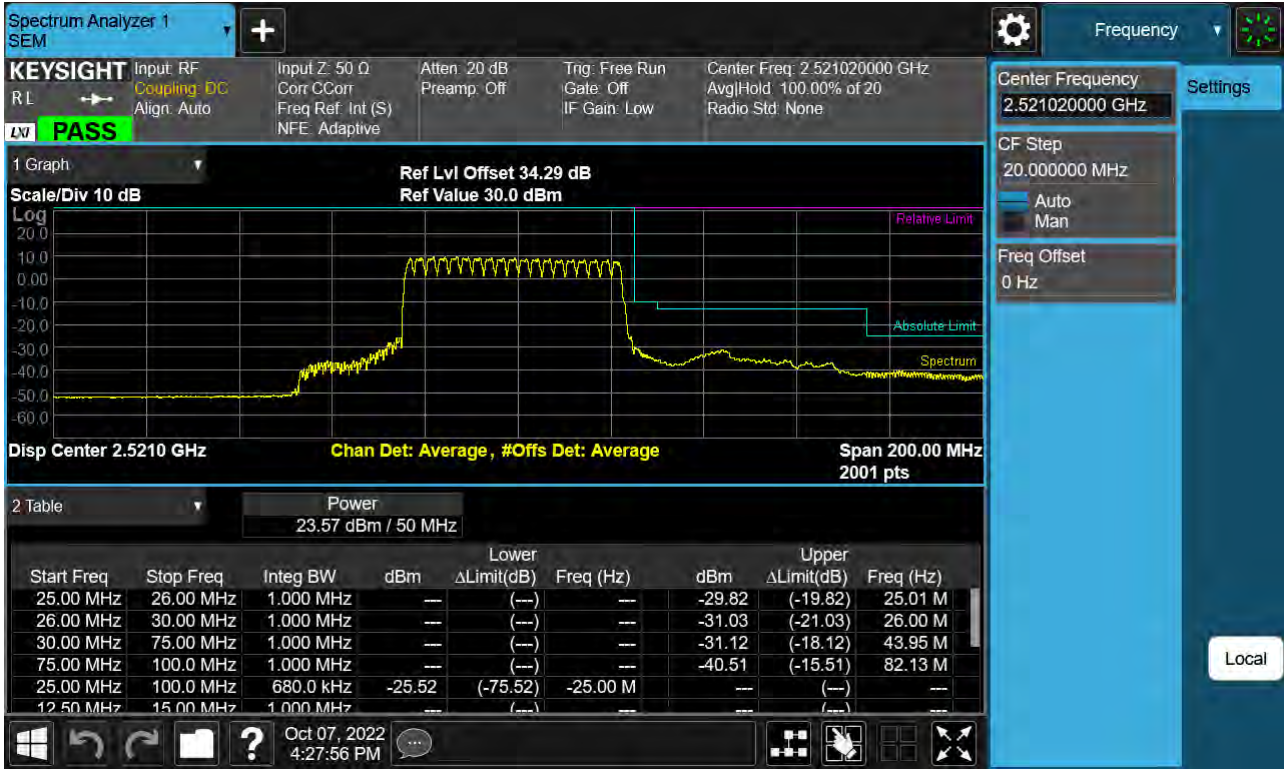 Spectrum Analyzer 1
SEM
Frequency
KEYSIGHT
RL
LXI
PASS
Input: RF
Coupling: DC
Align: Auto
Input Z: 50 Ω
Corr CCorr
Freq Ref: Int (S)
NFE: Adaptive
Atten: 20 dB
Preamp: Off
Trig: Free Run
Gate: Off
IF Gain: Low
Center Freq: 2.521020000 GHz
Avg|Hold: 100.00% of 20
Radio Std: None
Center Frequency
2.521020000 GHz
Settings
CF Step
20.000000 MHz
Auto
Man
Freq Offset
0 Hz
1 Graph
Scale/Div 10 dB
Ref Lvl Offset 34.29 dB
Ref Value 30.0 dBm
Log
20.0
10.0
0.00
-10.0
-20.0
-30.0
-40.0
-50.0
-60.0
Relative Limit
Absolute Limit
Spectrum
Disp Center 2.5210 GHz
Chan Det: Average, #Offs Det: Average
Span 200.00 MHz
2001 pts
2 Table
Power
23.57 dBm / 50 MHz
Lower Upper
Start Freq Stop Freq Integ BW dBm ΔLimit(dB) Freq (Hz) dBm ΔLimit(dB) Freq (Hz)
25.00 MHz 26.00 MHz 1.000 MHz --- (---) --- -29.82 (-19.82) 25.01 M
26.00 MHz 30.00 MHz 1.000 MHz --- (---) --- -31.03 (-21.03) 26.00 M
30.00 MHz 75.00 MHz 1.000 MHz --- (---) --- -31.12 (-18.12) 43.95 M
75.00 MHz 100.0 MHz 1.000 MHz --- (---) --- -40.51 (-15.51) 82.13 M
25.00 MHz 100.0 MHz 680.0 kHz -25.52 (-75.52) -25.00 M --- (---) ---
12.50 MHz 15.00 MHz 1.000 MHz --- (---) --- --- (---) ---
Local
Oct 07, 2022
4:27:56 PM